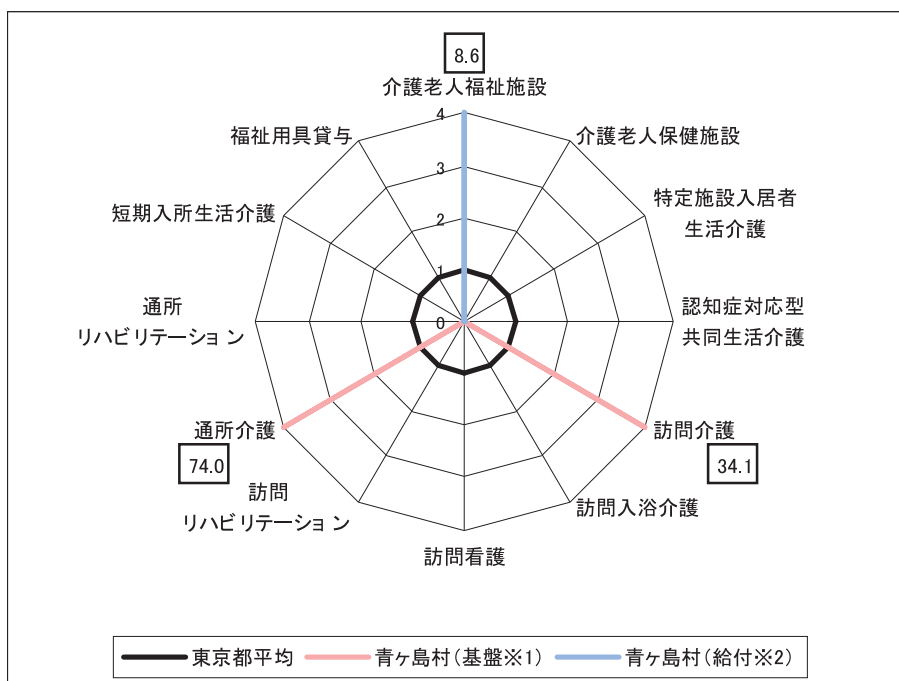 8.6
介護老人福祉施設
福祉用具貸与
介護老人保健施設
短期入所生活介護
特定施設入居者
生活介護
通所
リハビリテーション
認知症対応型
共同生活介護
4
3
2
1
0
通所介護
訪問介護
74.0
34.1
訪問
リハビリテーション
訪問入浴介護
訪問看護
東京都平均
青ヶ島村(基盤※1)
青ヶ島村(給付※2)